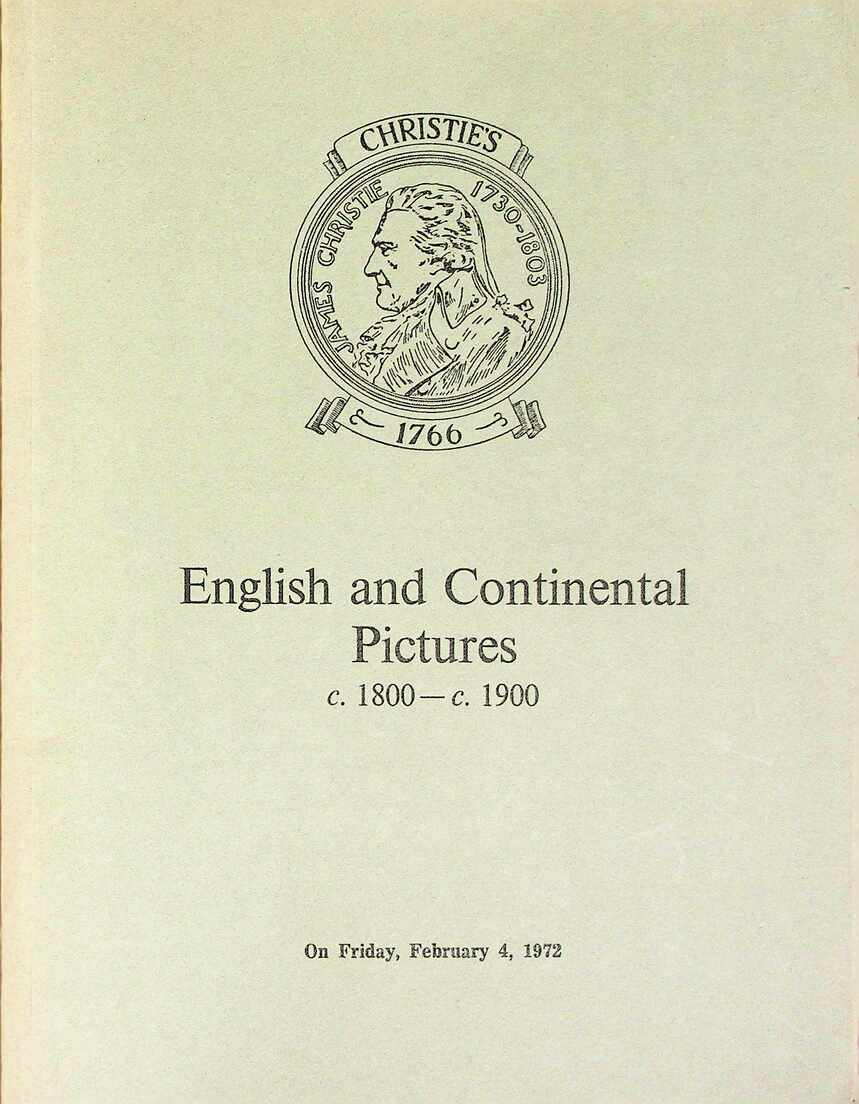 CHRISTIE'S
JAMES CHRISTIE 1730-1803
1766
English and Continental
Pictures
c. 1800—c. 1900
On Friday, February 4, 1972